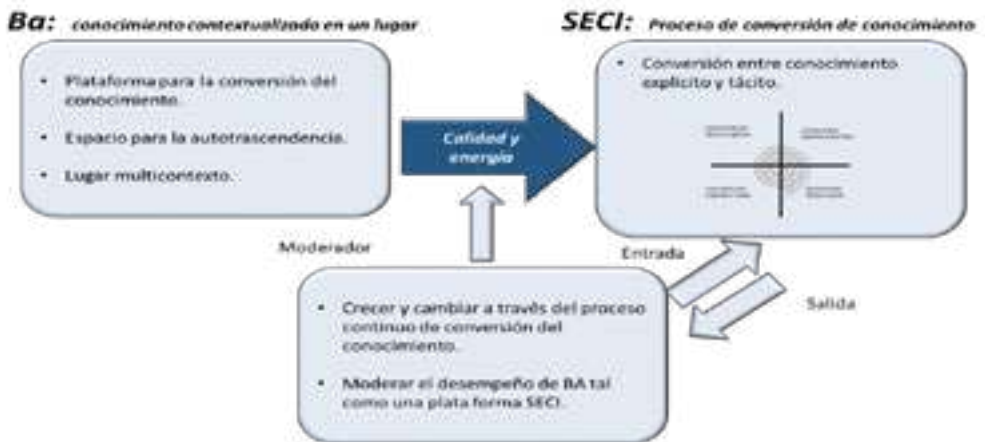 Ba: conocimiento contextualizado en un lugar
• Plataforma para la conversión del
conocimiento.
• Espacio para la autotrascendencia.
• Lugar multicontexto.
Calidad y
energía
SECI: Proceso de conversión de conocimiento
• Conversión entre conocimiento
explícito y tácito.
Moderador
Entrada
Salida
• Crecer y cambiar a través del proceso
continuo de conversión del
conocimiento.
• Moderar el desempeño de BA tal
como una plata forma SECI.